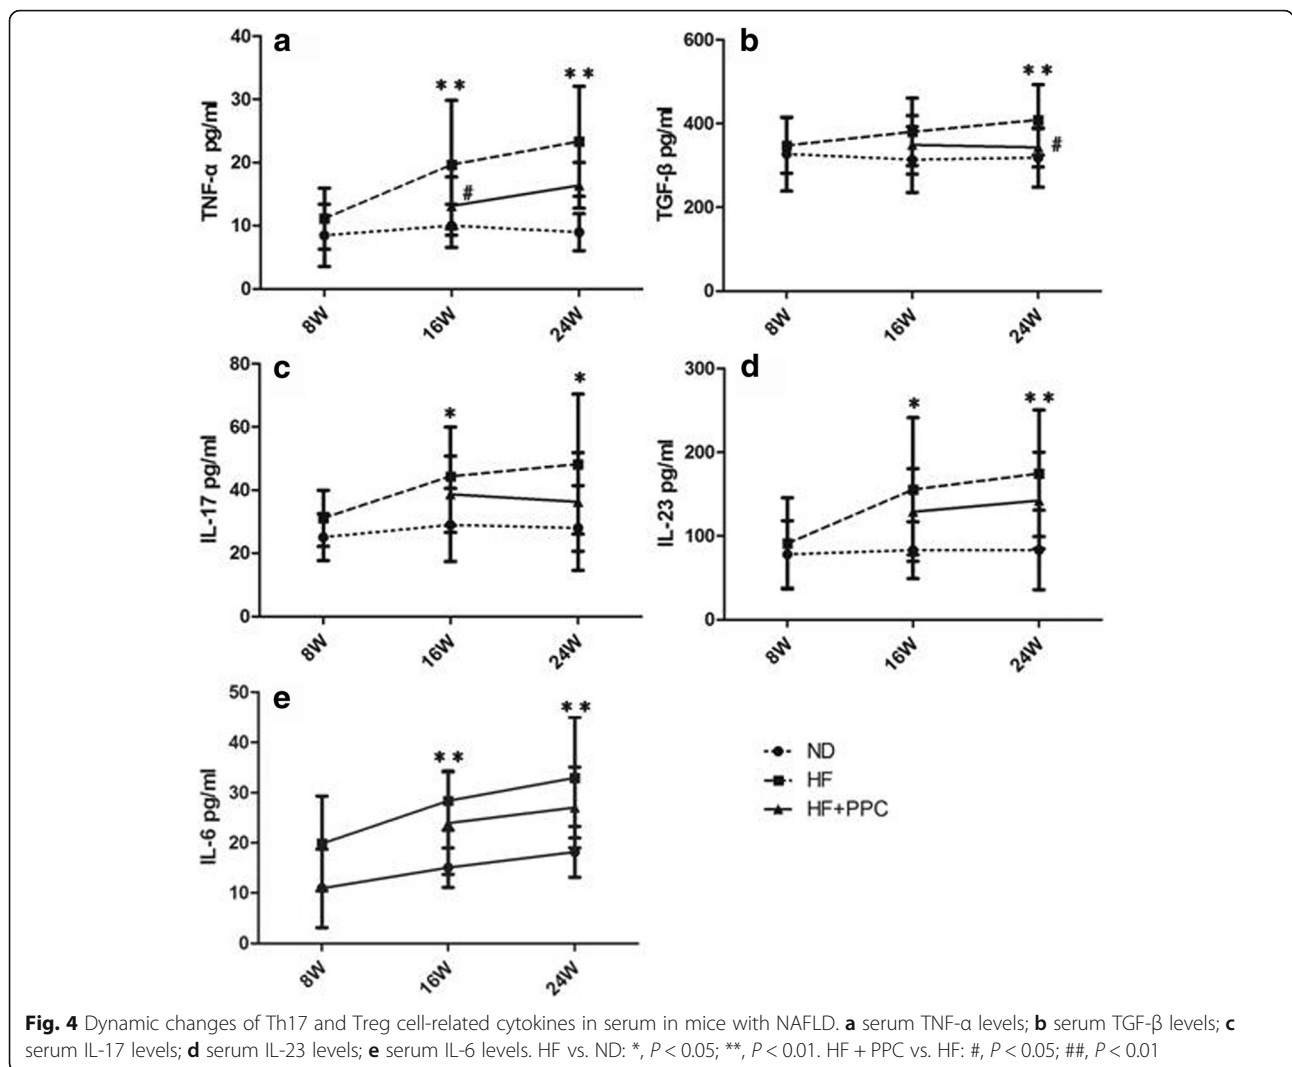 a
40
30
20
10
0
TNF-α pg/ml
**
**
#
8W
16W
24W
b
600
400
200
0
TGF-β pg/ml
**
#
8W
16W
24W
c
80
60
40
20
0
IL-17 pg/ml
*
*
8W
16W
24W
d
300
200
100
0
IL-23 pg/ml
*
**
8W
16W
24W
e
50
40
30
20
10
0
IL-6 pg/ml
**
**
8W
16W
24W
ND
HF
HF+PPC
Fig. 4 Dynamic changes of Th17 and Treg cell-related cytokines in serum in mice with NAFLD. a serum TNF-α levels; b serum TGF-β levels; c
serum IL-17 levels; d serum IL-23 levels; e serum IL-6 levels. HF vs. ND: *, P < 0.05; **, P < 0.01. HF + PPC vs. HF: #, P < 0.05; ##, P < 0.01